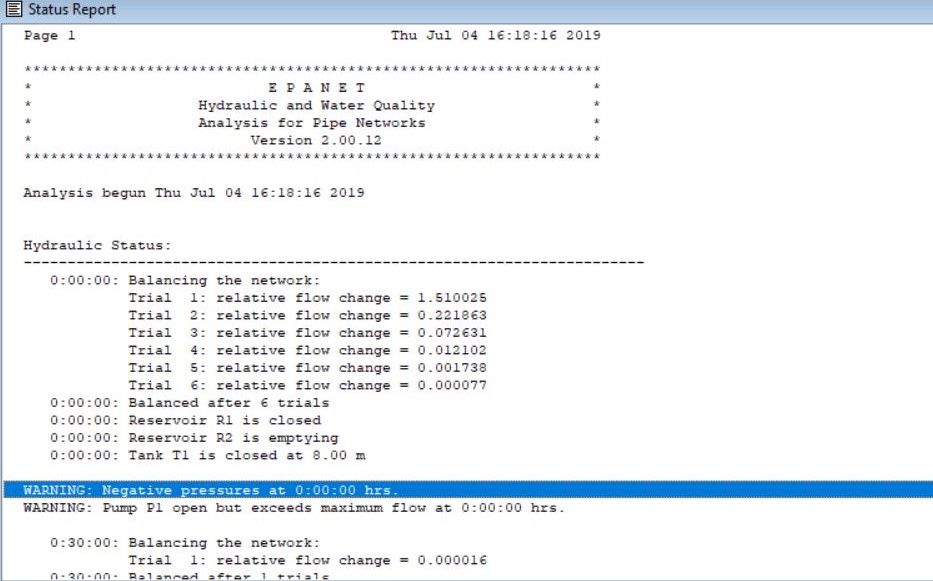 Status Report
Page 1                                    Thu Jul 04 16:18:16 2019
******************************************************************
*                           E P A N E T                          *
*                   Hydraulic and Water Quality                  *
*                   Analysis for Pipe Networks                   *
*                         Version 2.00.12                        *
******************************************************************
Analysis begun Thu Jul 04 16:18:16 2019
Hydraulic Status:
-----------------------------------------------------------------------
0:00:00: Balancing the network:
Trial  1: relative flow change = 1.510025
Trial  2: relative flow change = 0.221863
Trial  3: relative flow change = 0.072631
Trial  4: relative flow change = 0.012102
Trial  5: relative flow change = 0.001738
Trial  6: relative flow change = 0.000077
0:00:00: Balanced after 6 trials
0:00:00: Reservoir R1 is closed
0:00:00: Reservoir R2 is emptying
0:00:00: Tank T1 is closed at 8.00 m
WARNING: Negative pressures at 0:00:00 hrs.
WARNING: Pump P1 open but exceeds maximum flow at 0:00:00 hrs.
0:30:00: Balancing the network:
Trial  1: relative flow change = 0.000016
0:30:00: Balanced after 1 trials